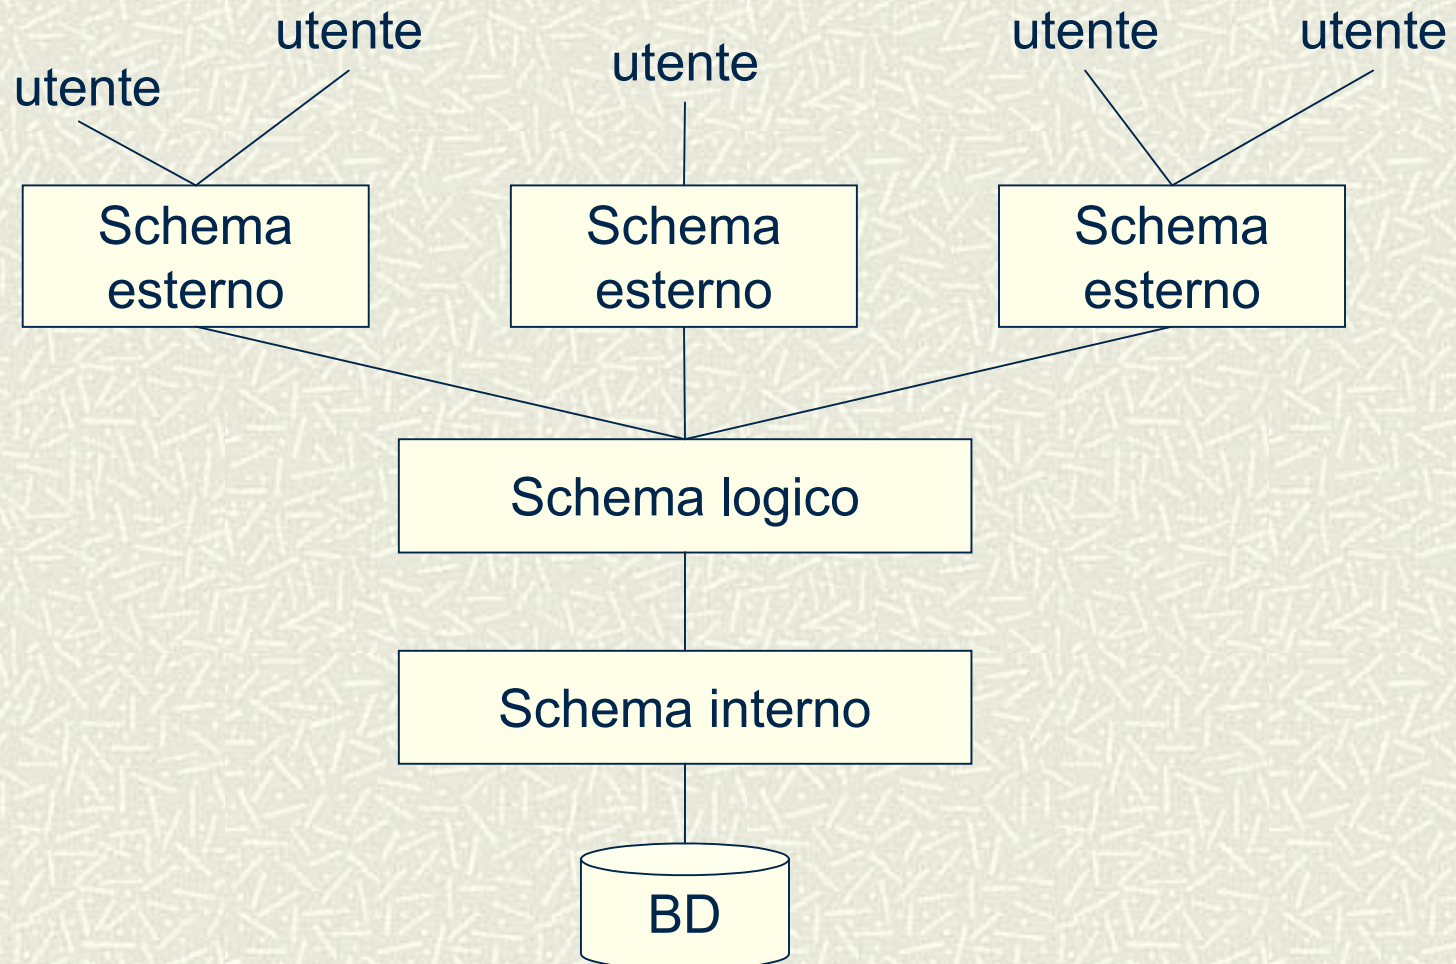 utente
utente
utente
utente
utente
Schema
esterno
Schema
esterno
Schema
esterno
Schema logico
Schema interno
BD